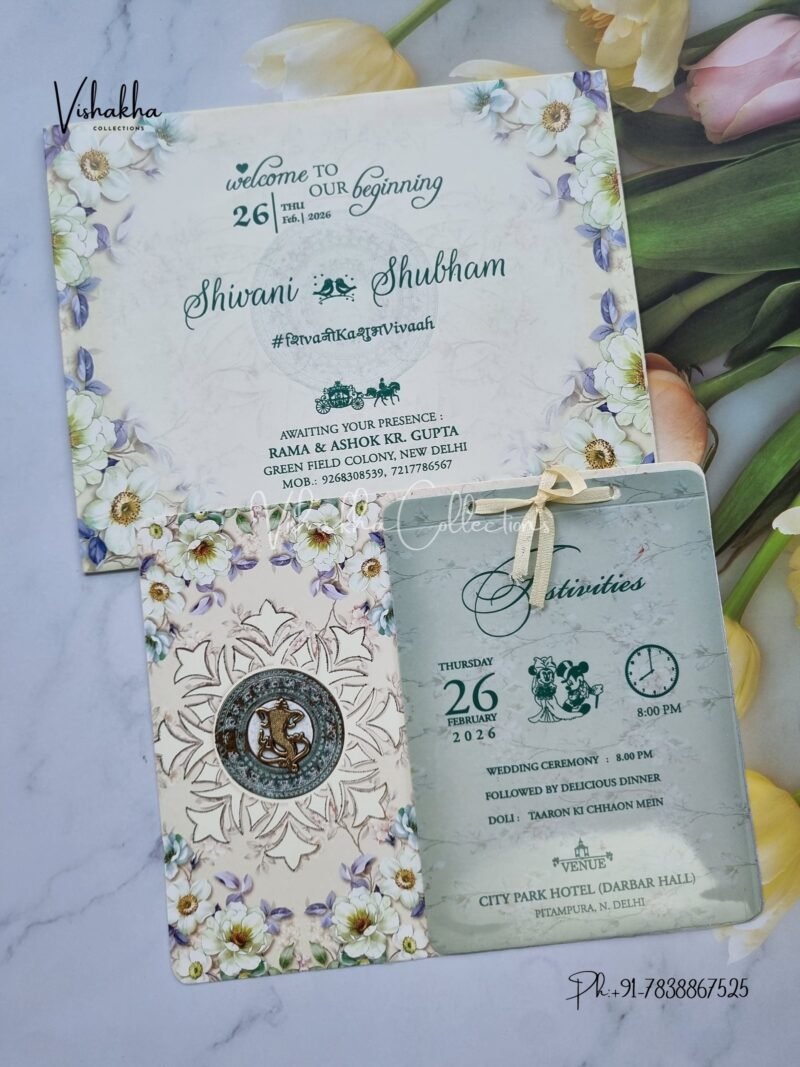 Vishakha
COLLECTIONS
welcome TO
OUR beginning
26 THU
Feb. | 2026
Shivani Shubham
#शिvaनीKaशुभVivaah
AWAITING YOUR PRESENCE :
RAMA & ASHOK KR. GUPTA
GREEN FIELD COLONY, NEW DELHI
MOB.: 9268308539, 7217786567
Vishakha Collections
Festivities
THURSDAY
26
FEBRUARY
2026
8:00 PM
WEDDING CEREMONY : 8.00 PM
FOLLOWED BY DELICIOUS DINNER
DOLI : TAARON KI CHHAON MEIN
VENUE
CITY PARK HOTEL (DARBAR HALL)
PITAMPURA, N. DELHI
Ph:+91-7838867525